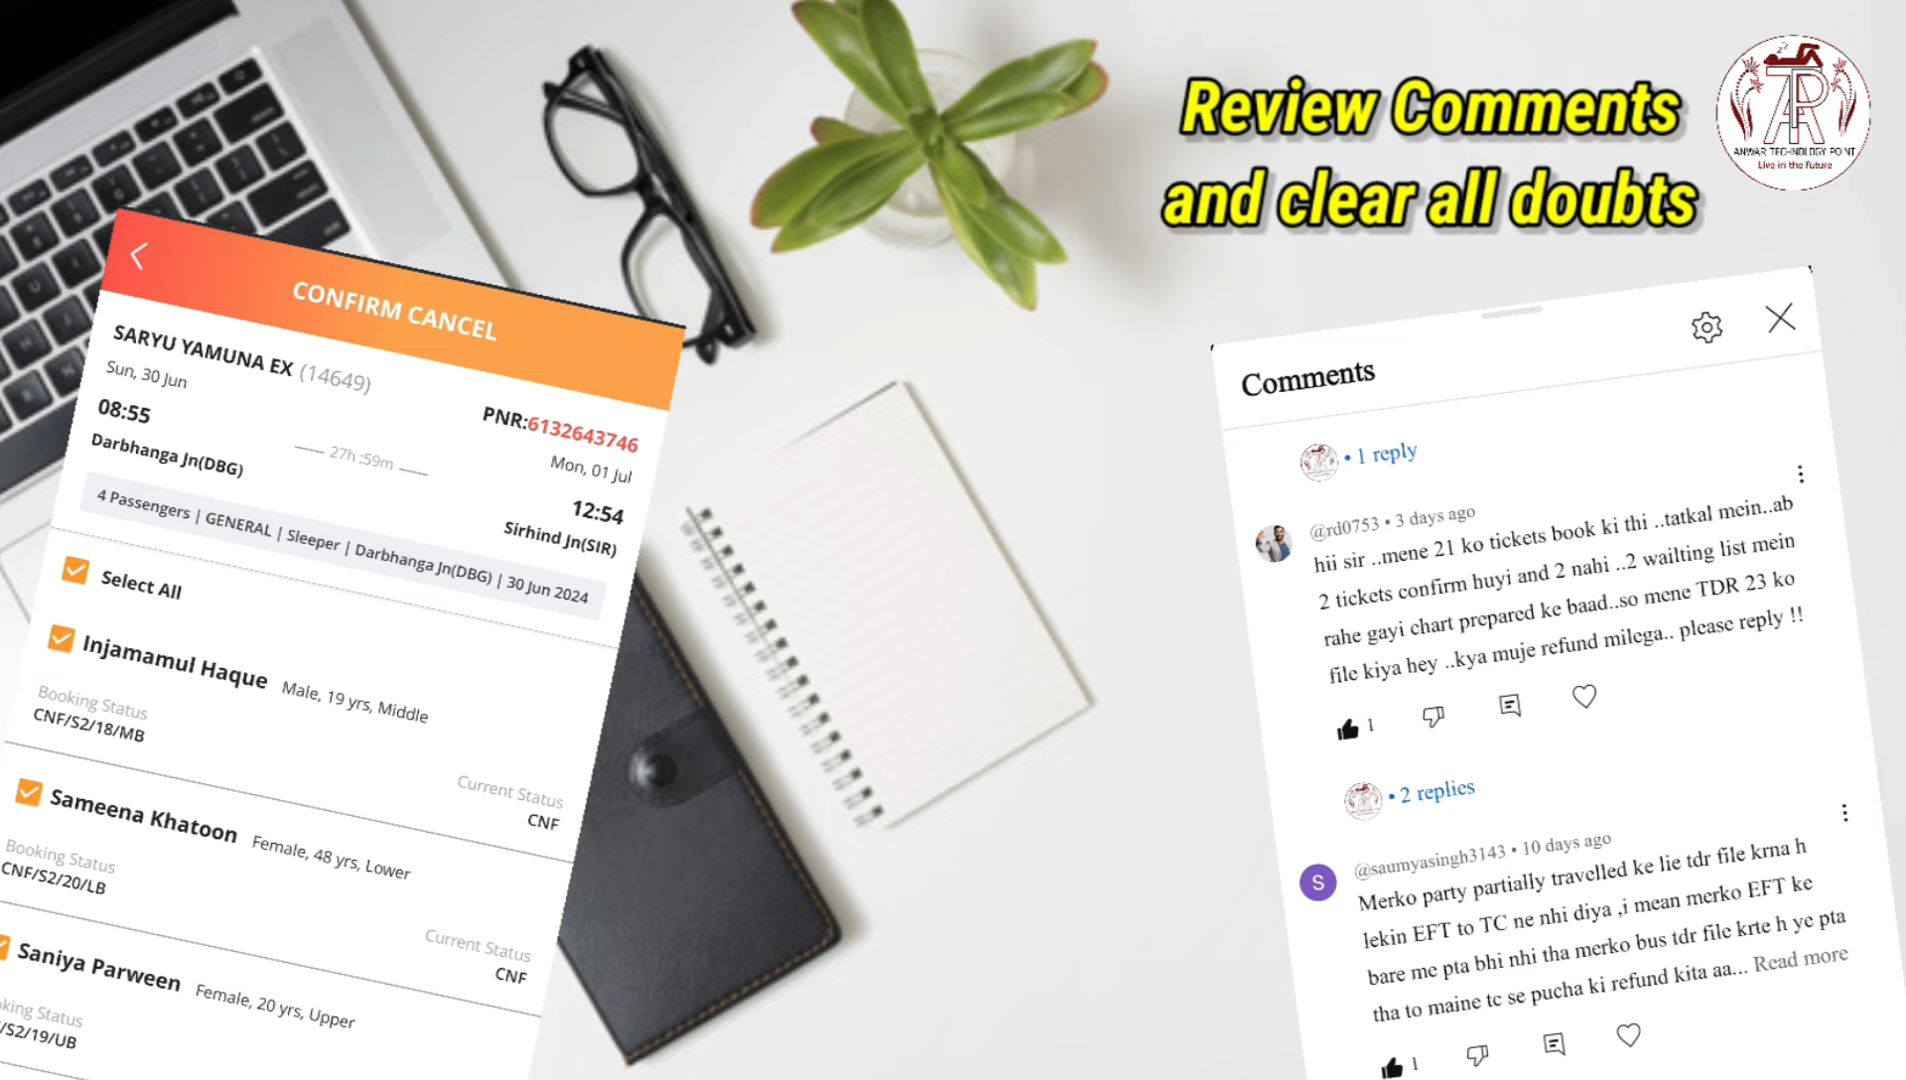 Review Comments
and clear all doubts
ANWAR TECHNOLOGY POINT
Live in the future
CONFIRM CANCEL
SARYU YAMUNA EX (14649)
Sun, 30 Jun
PNR:6132643746
08:55
27h :59m
Mon, 01 Jul
Darbhanga Jn(DBG)
12:54
Sirhind Jn(SIR)
4 Passengers | GENERAL | Sleeper | Darbhanga Jn(DBG) | 30 Jun 2024
Select All
Injamamul Haque Male, 19 yrs, Middle
Booking Status
CNF/S2/18/MB
Current Status
CNF
Sameena Khatoon Female, 48 yrs, Lower
Booking Status
CNF/S2/20/LB
Current Status
CNF
Saniya Parween Female, 20 yrs, Upper
king Status
/S2/19/UB
Comments
• 1 reply
@rd0753 • 3 days ago
hii sir ..mene 21 ko tickets book ki thi ..tatkal mein..ab
2 tickets confirm huyi and 2 nahi ..2 wailting list mein
rahe gayi chart prepared ke baad..so mene TDR 23 ko
file kiya hey ..kya muje refund milega.. please reply !!
1
• 2 replies
@saumyasingh3143 • 10 days ago
S
Merko party partially travelled ke lie tdr file krna h
lekin EFT to TC ne nhi diya ,i mean merko EFT ke
bare me pta bhi nhi tha merko bus tdr file krte h ye pta
tha to maine tc se pucha ki refund kita aa... Read more
1